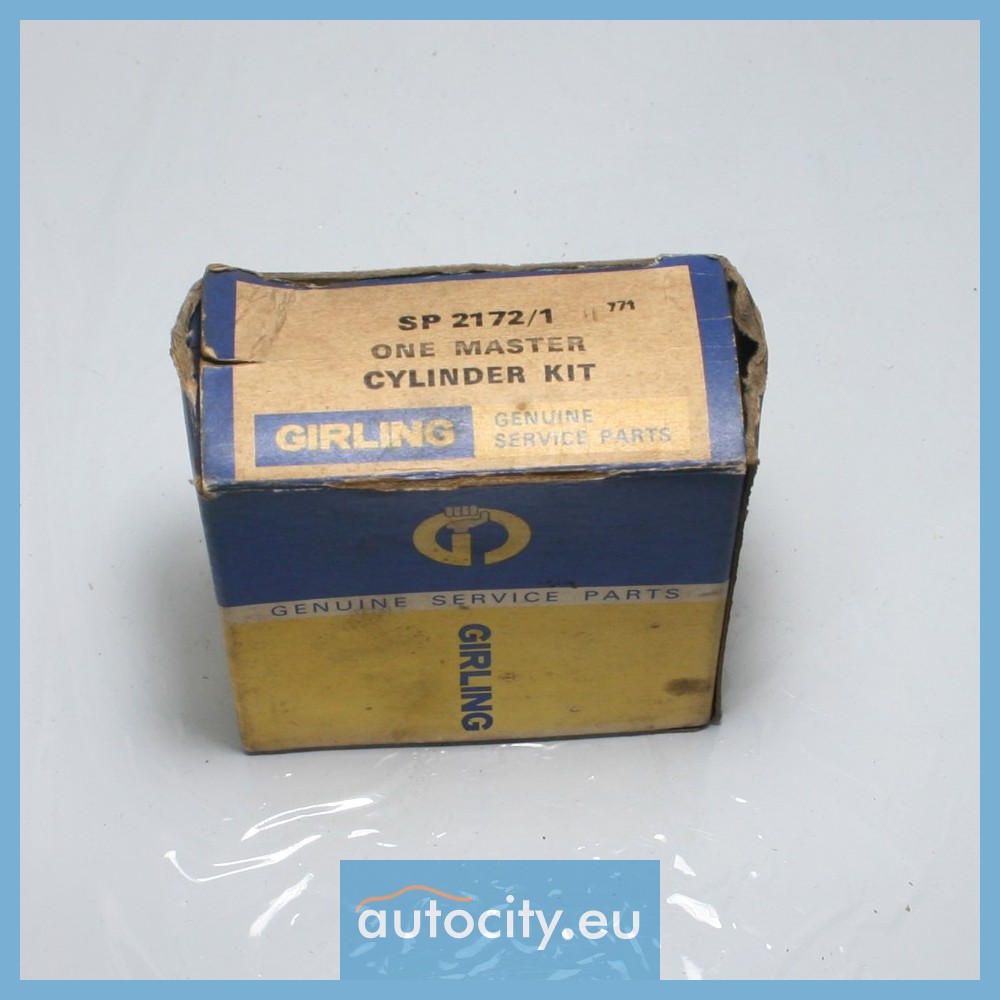 SP 2172/1 771
ONE MASTER
CYLINDER KIT
GIRLING
GENUINE
SERVICE PARTS
GENUINE SERVICE PARTS
GIRLING
autocity.eu